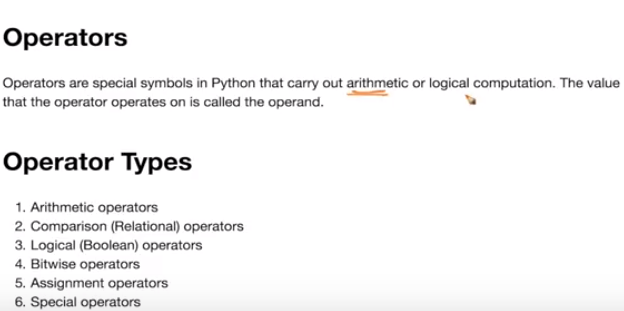 Operators
Operators are special symbols in Python that carry out arithmetic or logical computation. The value
that the operator operates on is called the operand.
Operator Types
1. Arithmetic operators
2. Comparison (Relational) operators
3. Logical (Boolean) operators
4. Bitwise operators
5. Assignment operators
6. Special operators